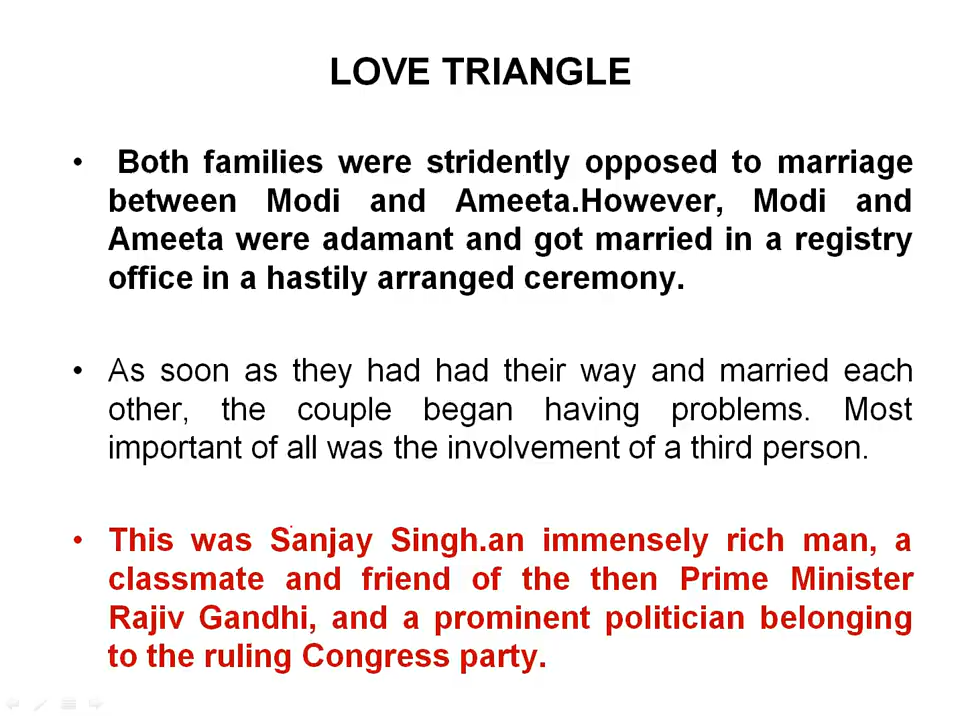 LOVE TRIANGLE
• Both families were stridently opposed to marriage
between Modi and Ameeta.However, Modi and
Ameeta were adamant and got married in a registry
office in a hastily arranged ceremony.
• As soon as they had had their way and married each
other, the couple began having problems. Most
important of all was the involvement of a third person.
• This was Sanjay Singh.an immensely rich man, a
classmate and friend of the then Prime Minister
Rajiv Gandhi, and a prominent politician belonging
to the ruling Congress party.